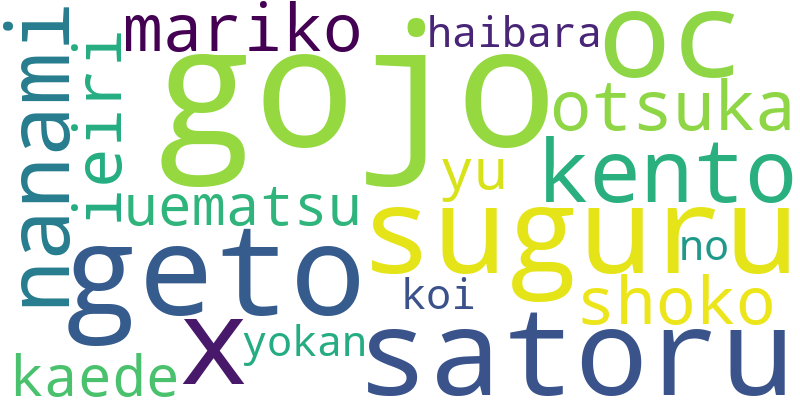 mariko
haibara
oc
nanami
ieiri
gojo
otsuka
yu
kento
uematsu
suguru
no
geto
koi
shoko
x
yokan
satoru
kaede